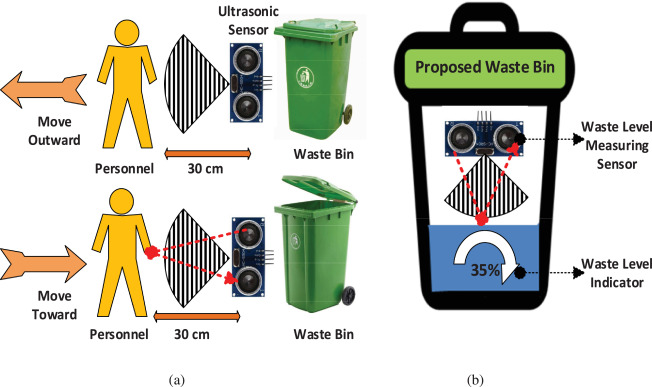 Ultrasonic
Sensor
Move
Outward
Personnel
30 cm
Waste Bin
Move
Toward
Personnel
30 cm
Waste Bin
(a)
Proposed Waste Bin
Waste Level
Measuring
Sensor
35%
Waste Level
Indicator
(b)